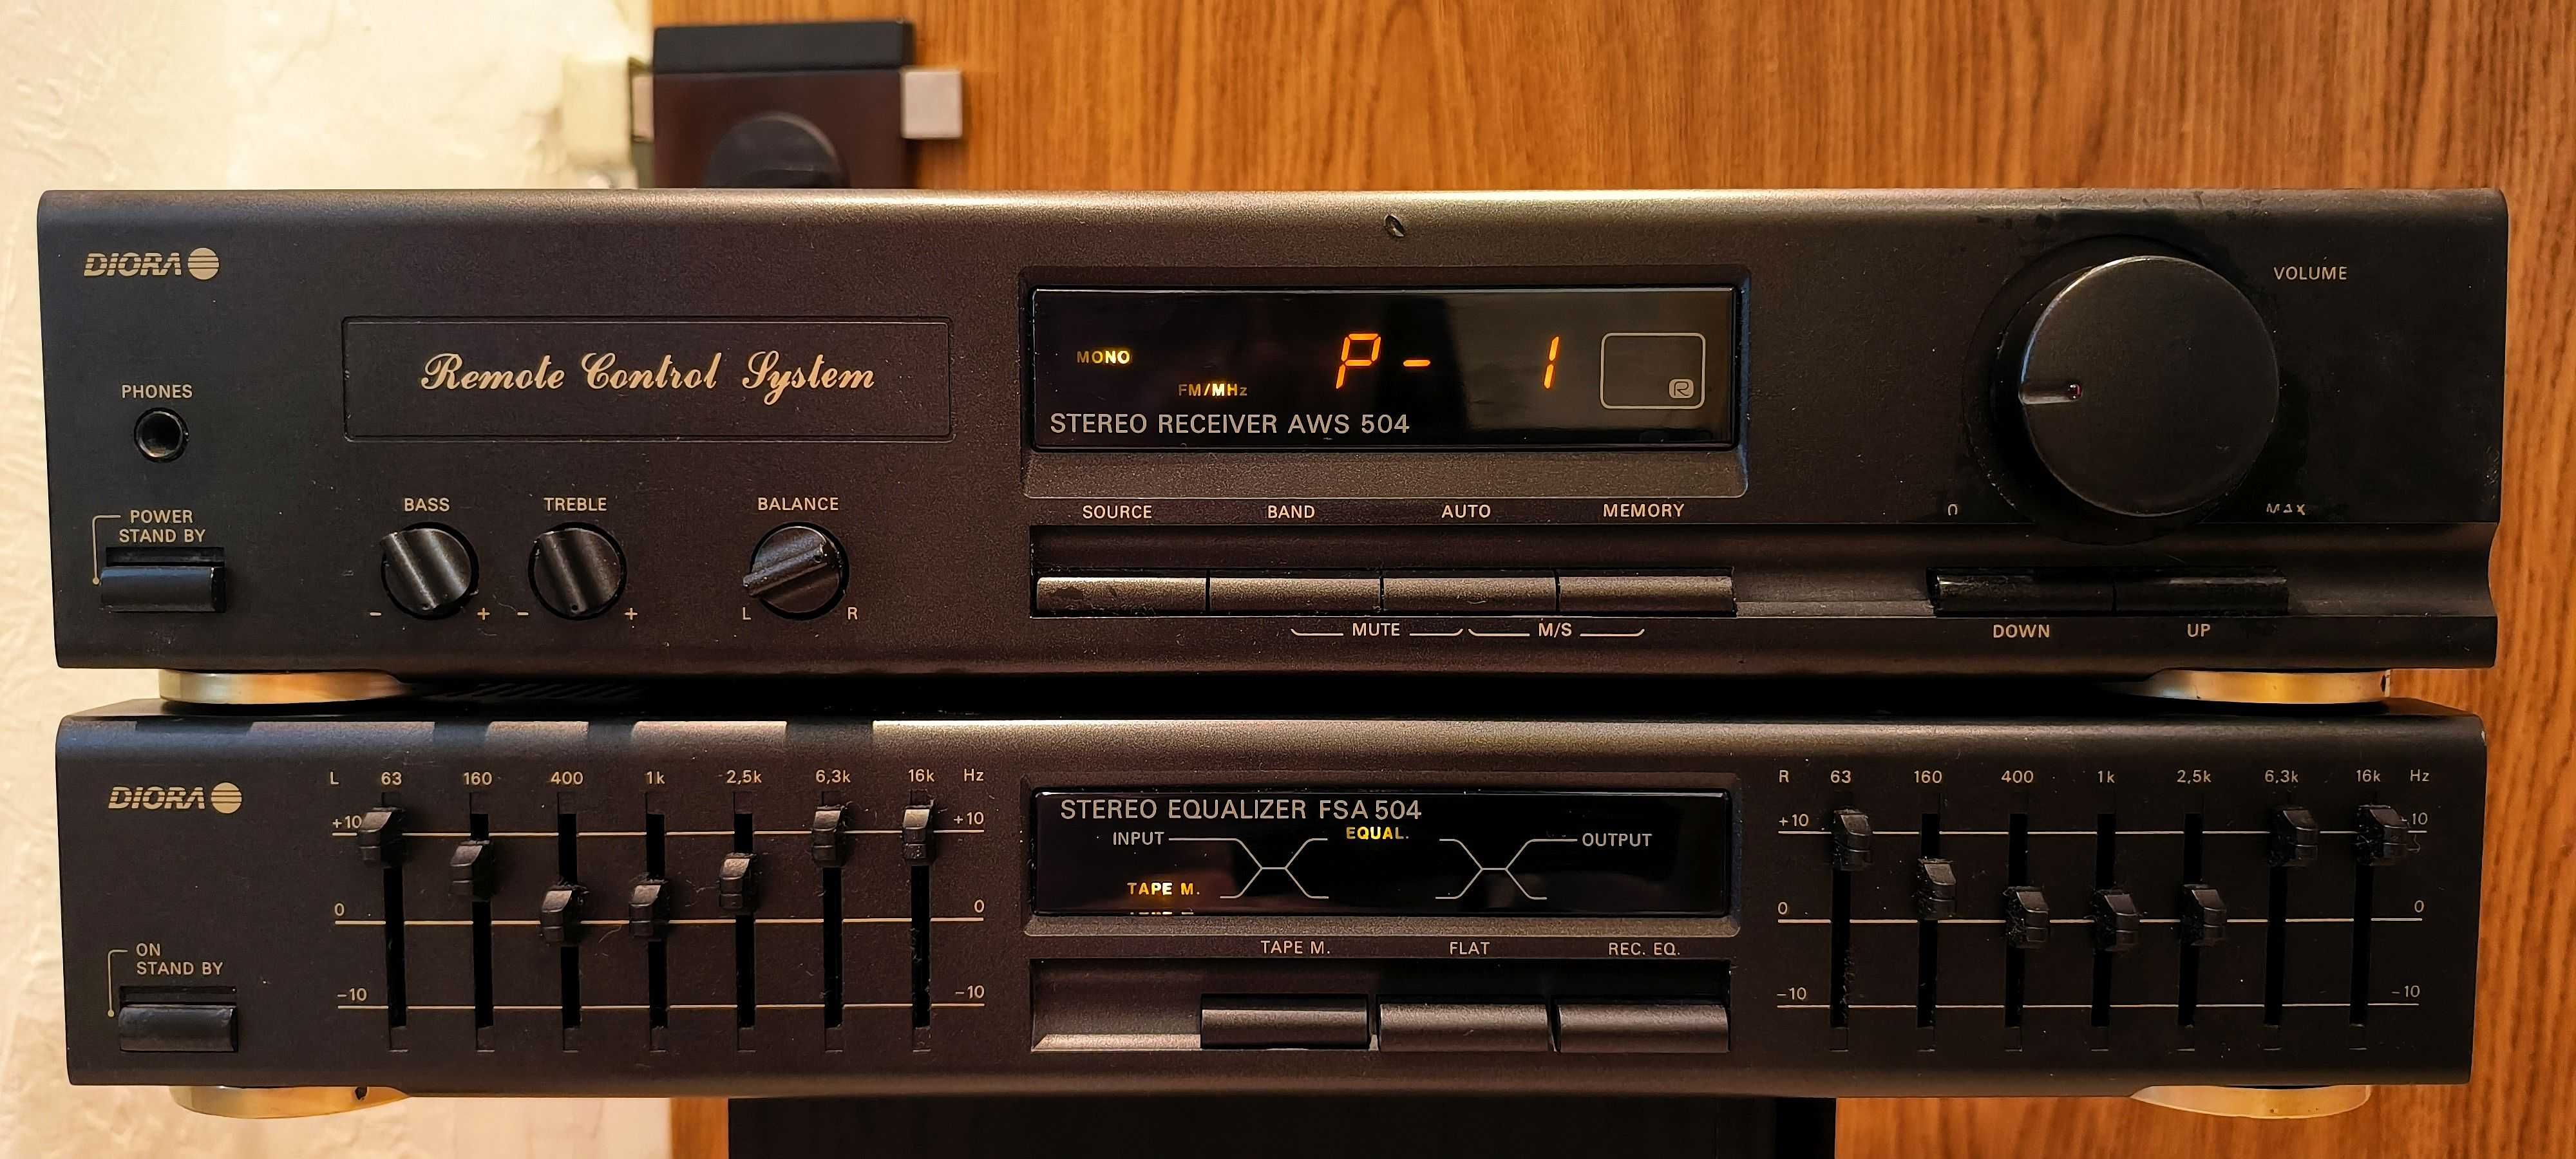 DIORA
VOLUME
Remote Control System
MONO
P- 1
FM/MHz
R
STEREO RECEIVER AWS 504
PHONES
POWER
STAND BY
BASS
TREBLE
BALANCE
- +
- +
L R
SOURCE BAND AUTO MEMORY
MUTE M/S
MAX
DOWN UP
DIORA
L 63 160 400 1k 2,5k 6,3k 16k Hz
+10 +10
0 0
-10 -10
ON
STAND BY
STEREO EQUALIZER FSA 504
INPUT EQUAL. OUTPUT
TAPE M.
TAPE M. FLAT REC. EQ.
R 63 160 400 1k 2,5k 6,3k 16k Hz
+10 10
0 0
-10 -10